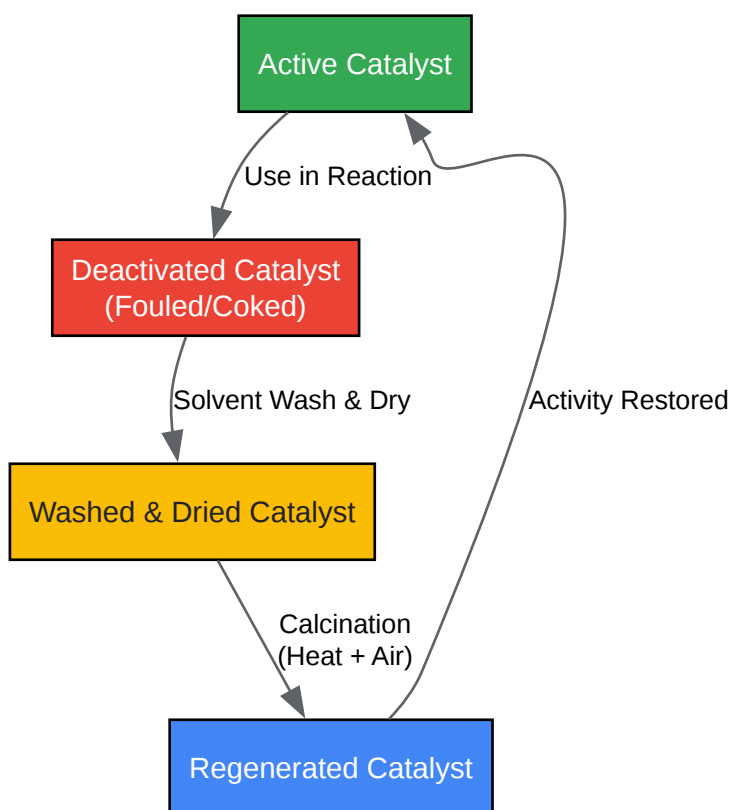 Active Catalyst
Use in Reaction
Deactivated Catalyst
(Fouled/Coked)
Solvent Wash & Dry
Activity Restored
Washed & Dried Catalyst
Calcination
(Heat + Air)
Regenerated Catalyst